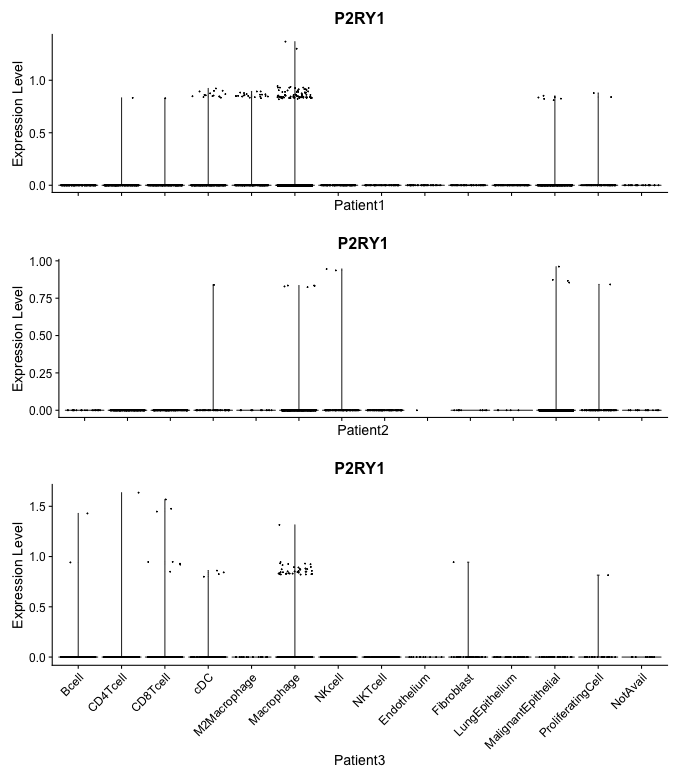 P2RY1
Expression Level
1.0
0.5
0.0
Patient1
P2RY1
Expression Level
1.00
0.75
0.50
0.25
0.00
Patient2
P2RY1
Expression Level
1.5
1.0
0.5
0.0
Bcell
CD4Tcell
CD8Tcell
cDC
M2Macrophage
Macrophage
NKcell
NKTcell
Endothelium
Fibroblast
LungEpithelium
MalignantEpithelial
ProliferatingCell
NotAvail
Patient3